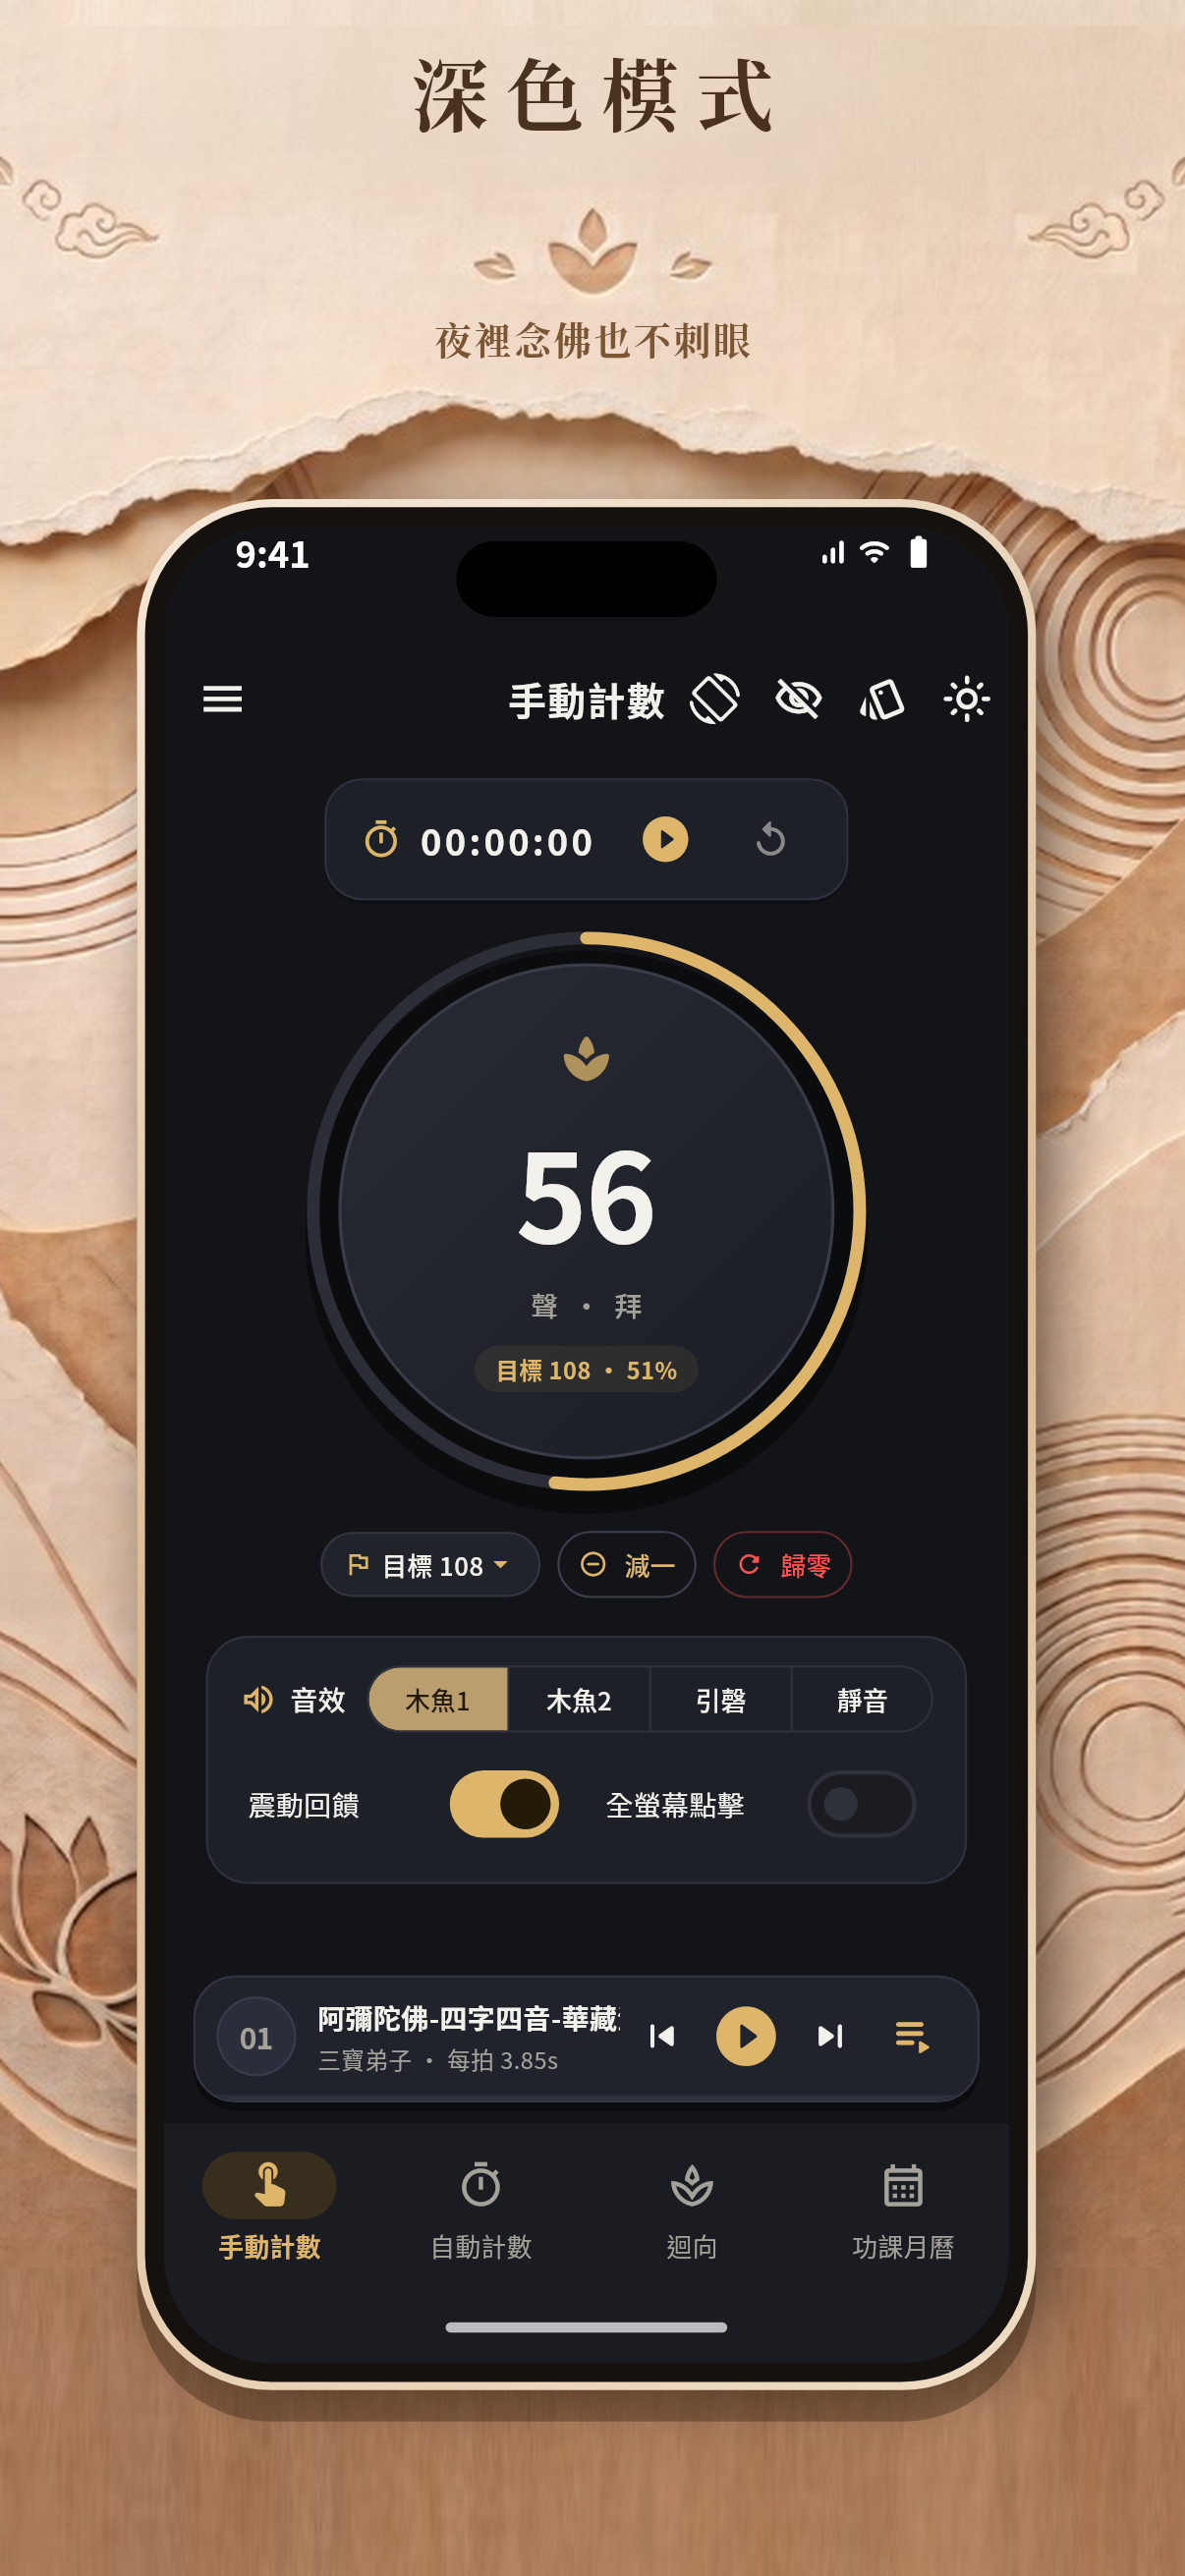 深色模式
夜裡念佛也不刺眼
9:41
手動計數
00:00:00
56
聲 · 拜
目標 108 · 51%
目標 108
減一
歸零
音效 木魚1 木魚2 引磬 靜音
震動回饋 全螢幕點擊
01
阿彌陀佛-四字四音-華藏
三寶弟子 · 每拍 3.85s
手動計數 自動計數 迴向 功課月曆